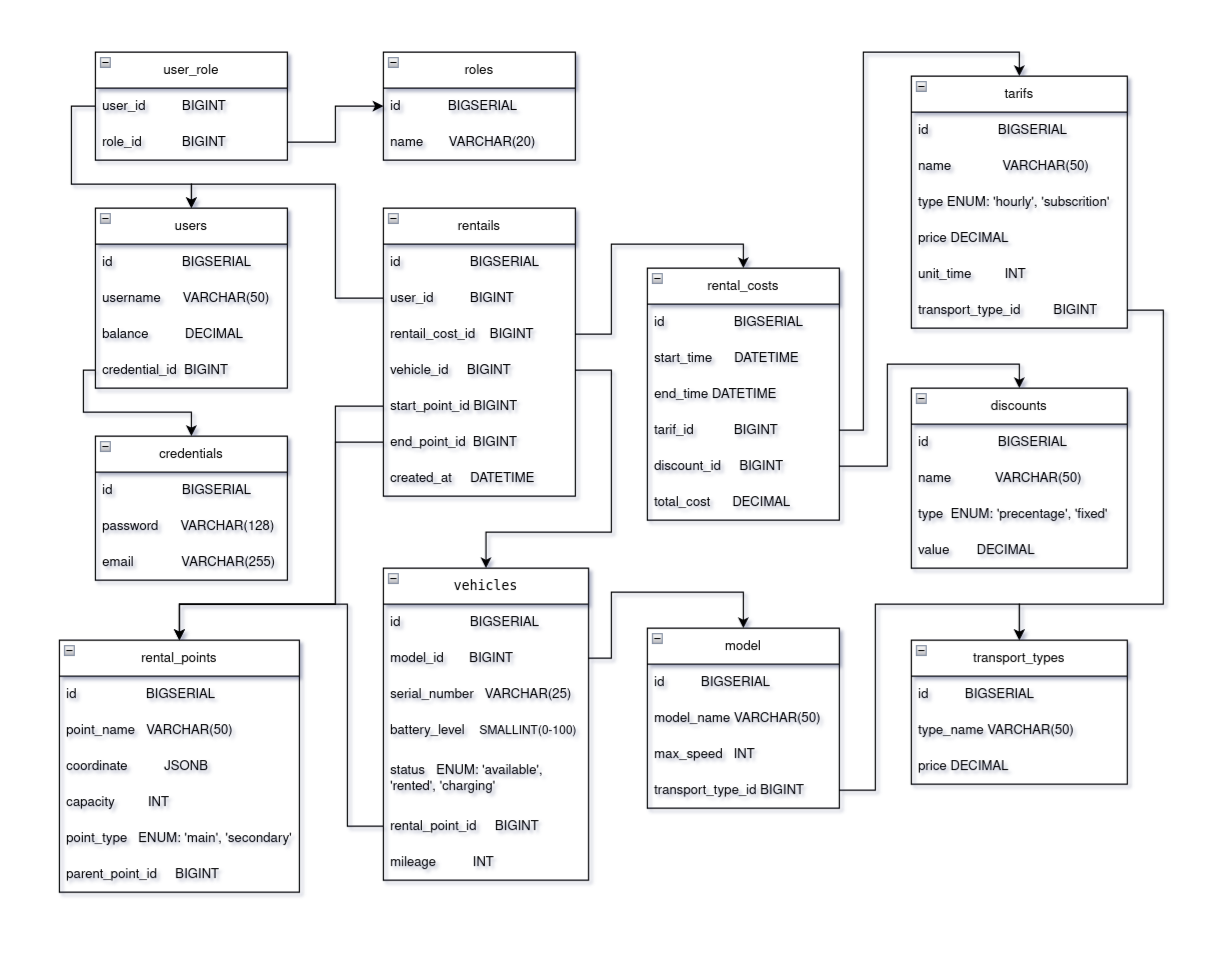 user_role
user_id BIGINT
role_id BIGINT
roles
id BIGSERIAL
name VARCHAR(20)
users
id BIGSERIAL
username VARCHAR(50)
balance DECIMAL
credential_id BIGINT
credentials
id BIGSERIAL
password VARCHAR(128)
email VARCHAR(255)
rentails
id BIGSERIAL
user_id BIGINT
rentail_cost_id BIGINT
vehicle_id BIGINT
start_point_id BIGINT
end_point_id BIGINT
created_at DATETIME
rental_costs
id BIGSERIAL
start_time DATETIME
end_time DATETIME
tarif_id BIGINT
discount_id BIGINT
total_cost DECIMAL
tarifs
id BIGSERIAL
name VARCHAR(50)
type ENUM: 'hourly', 'subscrition'
price DECIMAL
unit_time INT
transport_type_id BIGINT
discounts
id BIGSERIAL
name VARCHAR(50)
type ENUM: 'precentage', 'fixed'
value DECIMAL
rental_points
id BIGSERIAL
point_name VARCHAR(50)
coordinate JSONB
capacity INT
point_type ENUM: 'main', 'secondary'
parent_point_id BIGINT
vehicles
id BIGSERIAL
model_id BIGINT
serial_number VARCHAR(25)
battery_level SMALLINT(0-100)
status ENUM: 'available',
'rented', 'charging'
rental_point_id BIGINT
mileage INT
model
id BIGSERIAL
model_name VARCHAR(50)
max_speed INT
transport_type_id BIGINT
transport_types
id BIGSERIAL
type_name VARCHAR(50)
price DECIMAL